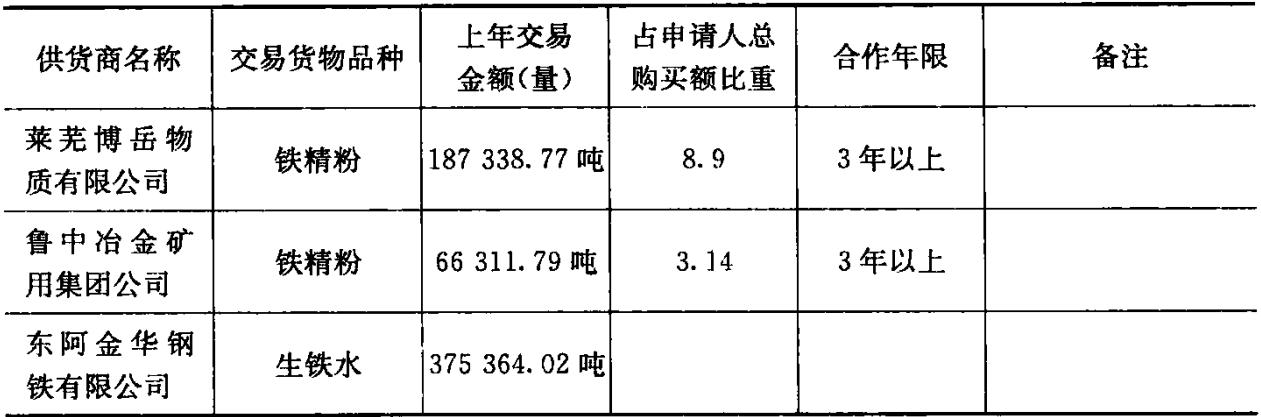 供货商名称
交易货物品种
上年交易
金额(量)
占申请人总
购买额比重
合作年限
备注
莱芜博岳物
质有限公司
铁精粉
187 338.77 吨
8.9
3 年以上
鲁中冶金矿
用集团公司
铁精粉
66 311.79 吨
3.14
3 年以上
东阿金华钢
铁有限公司
生铁水
375 364.02 吨